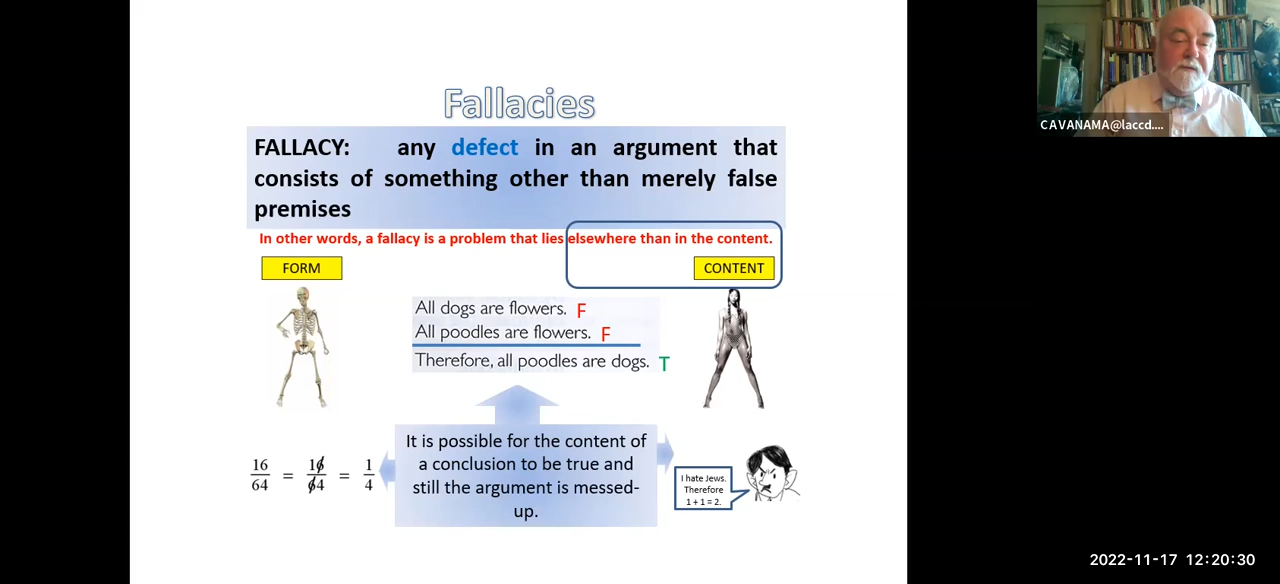 Fallacies
FALLACY: any defect in an argument that
consists of something other than merely false
premises
In other words, a fallacy is a problem that lies elsewhere than in the content.
FORM
CONTENT
All dogs are flowers. F
All poodles are flowers. F
Therefore, all poodles are dogs. T
It is possible for the content of
a conclusion to be true and
still the argument is messed-
up.
16/64 = 16/64 = 1/4
I hate Jews.
Therefore
1 + 1 = 2.
CAVANAMA@laccd....
2022-11-17 12:20:30